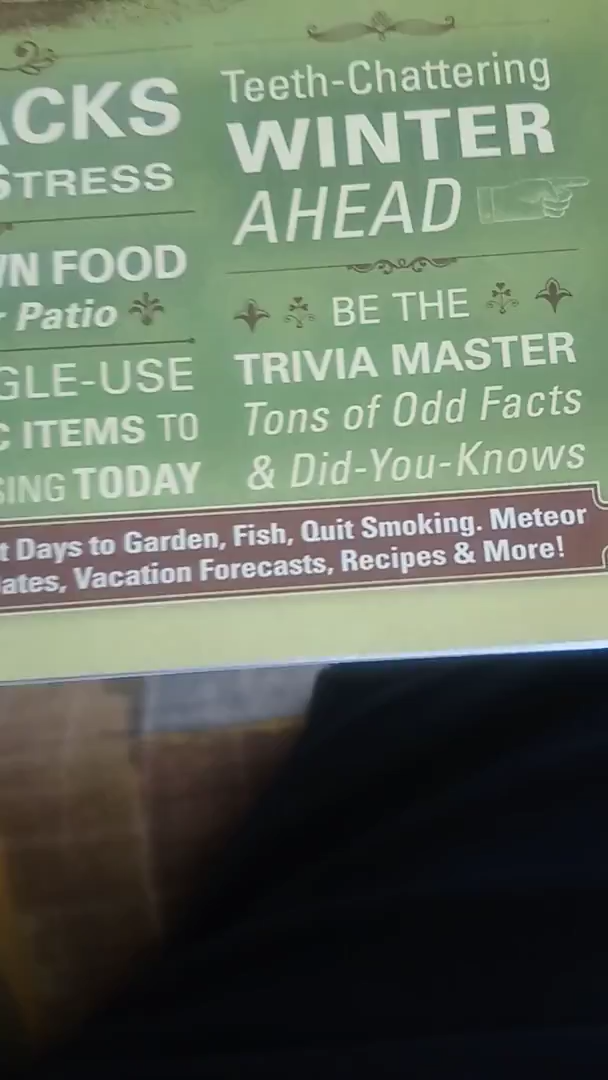 ACKS
STRESS
WN FOOD
Patio
GLE-USE
C ITEMS TO
SING TODAY
Teeth-Chattering
WINTER
AHEAD
BE THE
TRIVIA MASTER
Tons of Odd Facts
& Did-You-Knows
t Days to Garden, Fish, Quit Smoking. Meteor
ates, Vacation Forecasts, Recipes & More!